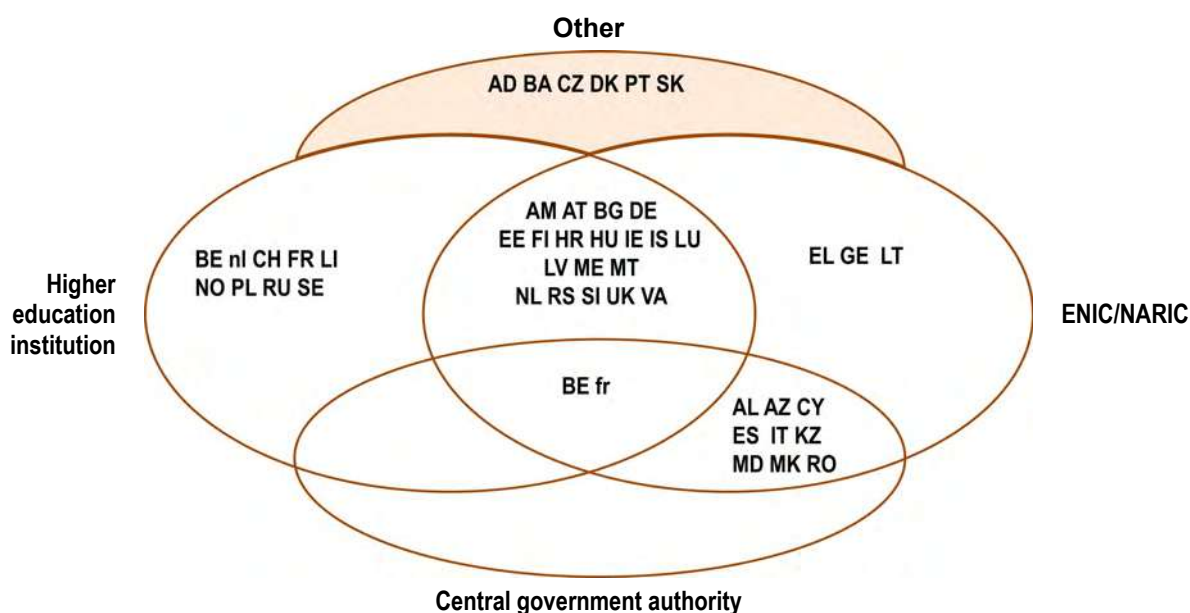 Other
AD BA CZ DK PT SK
AM AT BG DE
EE FI HR HU IE IS LU
LV ME MT
NL RS SI UK VA
BE nl CH FR LI
NO PL RU SE
EL GE LT
Higher
education
institution
ENIC/NARIC
BE fr
AL AZ CY
ES IT KZ
MD MK RO
Central government authority